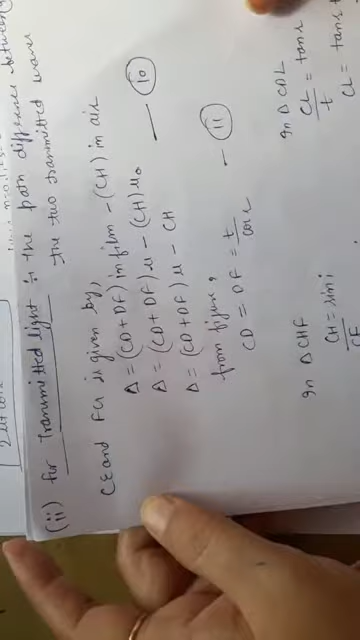 2μt cos r
(ii) for Transmitted light :- the path difference between
the two transmitted waves
CE and FG is given by,
Δ = (CD + DF) in film - (CH) in air
Δ = (CD + DF) μ - (CH) μ₀
Δ = (CD + DF) μ - CH — (10)
from figure,
CD = DF = t/cos r — (11)
In Δ CHF
CH/CF = sin i
In Δ CDL
CL/t = tan r
CL = tan r